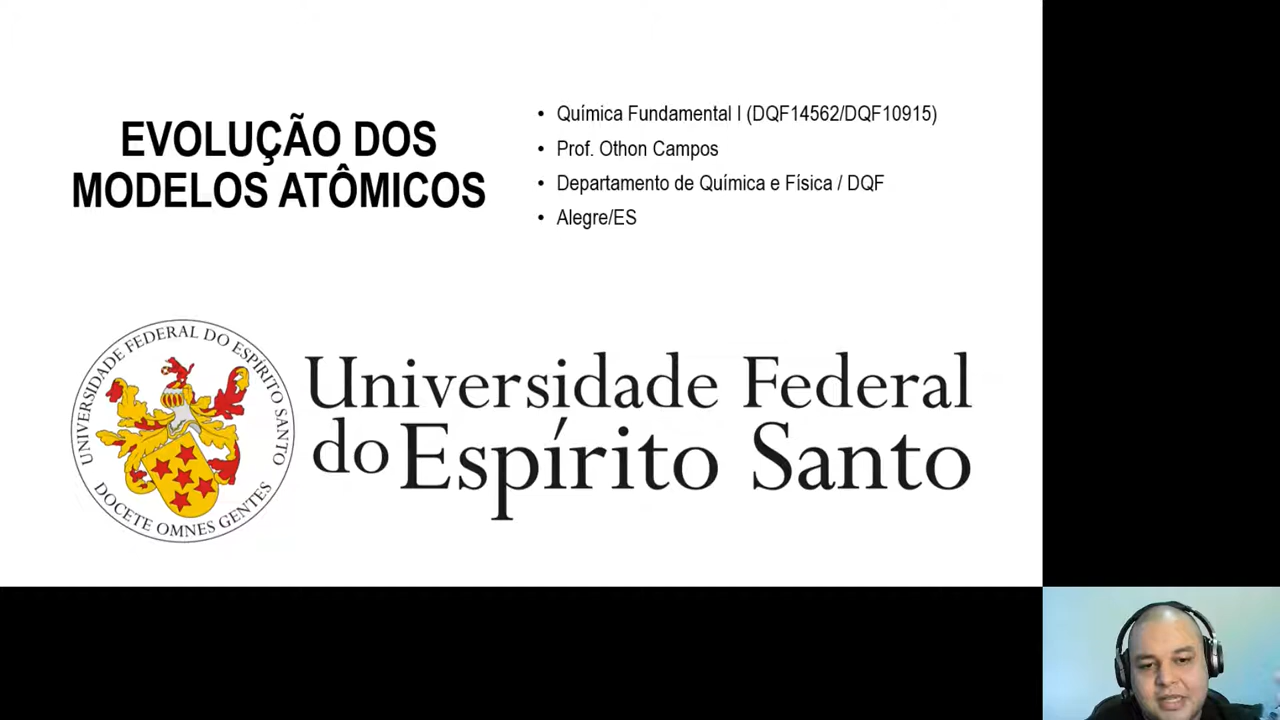 EVOLUÇÃO DOS
MODELOS ATÔMICOS
• Química Fundamental I (DQF14562/DQF10915)
• Prof. Othon Campos
• Departamento de Química e Física / DQF
• Alegre/ES
UNIVERSIDADE FEDERAL DO ESPÍRITO SANTO
DOCETE OMNES GENTES
Universidade Federal
do Espírito Santo